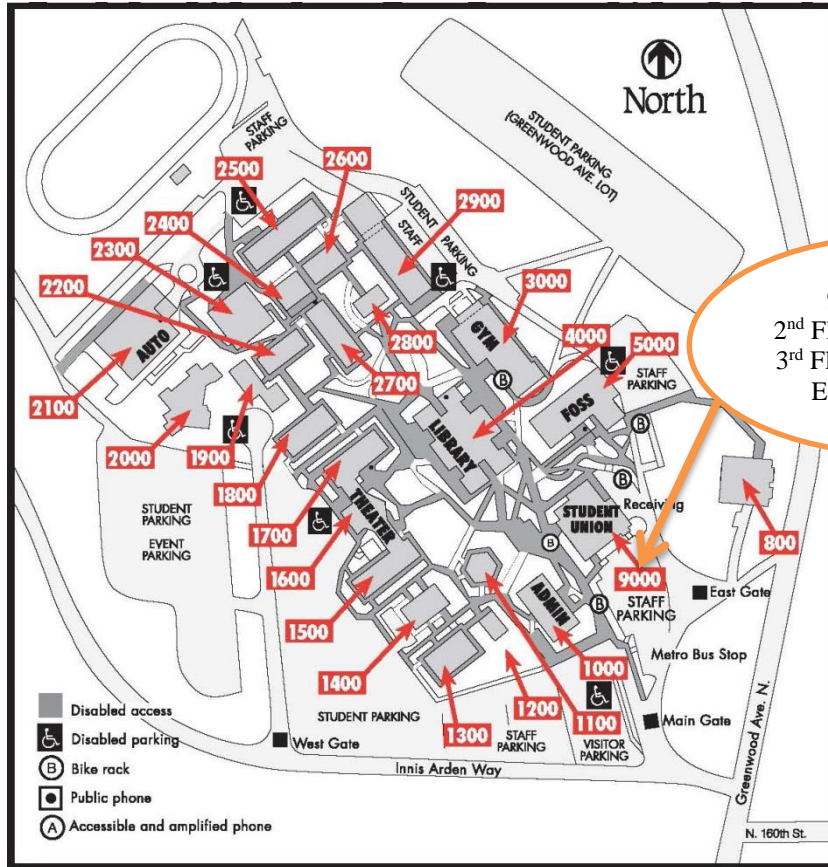 North
STAFF
PARKING
STUDENT PARKING
(GREENWOOD AVE. LOT)
2500
2600
STUDENT PARKING
STAFF
2900
2400
2300
2200
3000
4000
5000
2nd
3rd
GYM
AUTO
2800
2700
STAFF
PARKING
FOSS
LIBRARY
B
B
B
2100
2000
1900
1800
1700
1600
THEATER
STUDENT
PARKING
EVENT
PARKING
Receiving
STUDENT
UNION
800
B
9000
STAFF
PARKING
East Gate
B
ADMIN
1500
1400
1300
1200
1100
1000
Metro Bus Stop
Main Gate
STUDENT PARKING
STAFF
PARKING
VISITOR
PARKING
West Gate
Innis Arden Way
Greenwood Ave. N.
N. 160th St.
Disabled access
Disabled parking
B Bike rack
Public phone
A Accessible and amplified phone